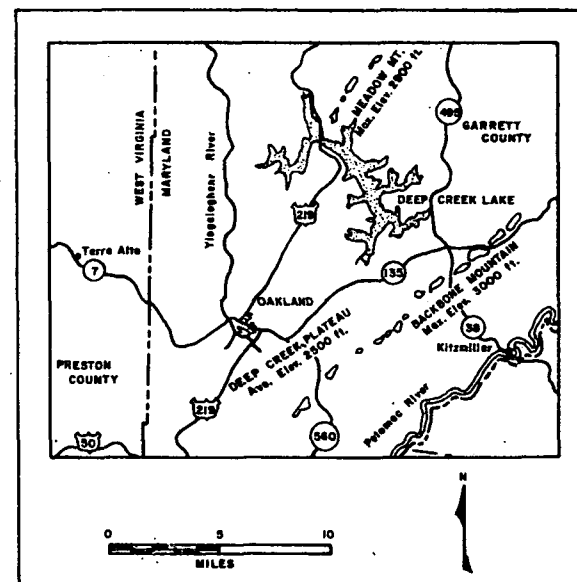 MEADOW MT.
Max. Elev. 2900 ft.
495
GARRETT
COUNTY
WEST VIRGINIA
MARYLAND
Yiogaloghenr River
219
DEEP CREEK LAKE
Terra Alta
7
135
OAKLAND
BACKBONE MOUNTAIN
Max. Elev. 3000 ft.
38
Kitzmiller
DEEP CREEK PLATEAU
Ave. Elev. 2500 ft.
PRESTON
COUNTY
219
560
50
Potomac River
N
0 5 10
MILES